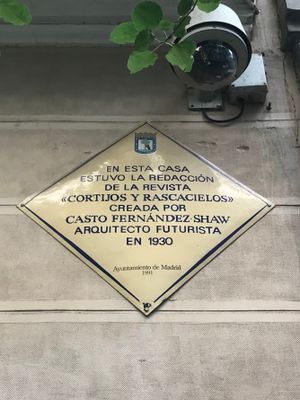 EN ESTA CASA
ESTUVO LA REDACCIÓN
DE LA REVISTA
«CORTIJOS Y RASCACIELOS»
CREADA POR
CASTO FERNÁNDEZ-SHAW
ARQUITECTO FUTURISTA
EN 1930
Ayuntamiento de Madrid
1991